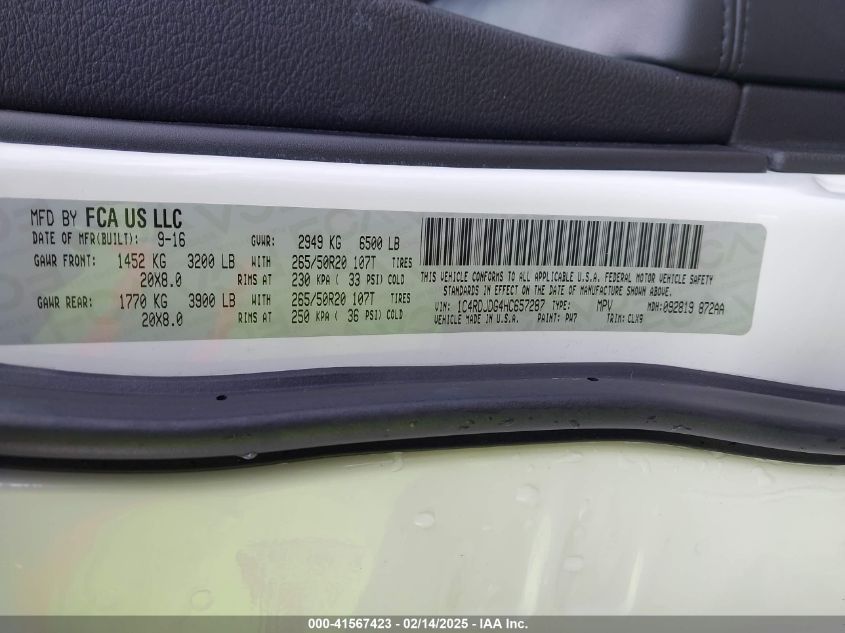 MFD BY FCA US LLC
DATE OF MFR(BUILT): 9-16 GVWR: 2949 KG 6500 LB
GAWR FRONT: 1452 KG 3200 LB WITH 265/50R20 107T TIRES
20X8.0 RIMS AT 230 KPA ( 33 PSI) COLD
GAWR REAR: 1770 KG 3900 LB WITH 265/50R20 107T TIRES
20X8.0 RIMS AT 250 KPA ( 36 PSI) COLD
THIS VEHICLE CONFORMS TO ALL APPLICABLE U.S.A. FEDERAL MOTOR VEHICLE SAFETY
STANDARDS IN EFFECT ON THE DATE OF MANUFACTURE SHOWN ABOVE.
VIN: 1C4RDJDG4HC657287 TYPE: MPV MDH: 092819 872AA
VEHICLE MADE IN U.S.A. PAINT: PW7 TRIM: CLX9
000-41567423 - 02/14/2025 - IAA Inc.